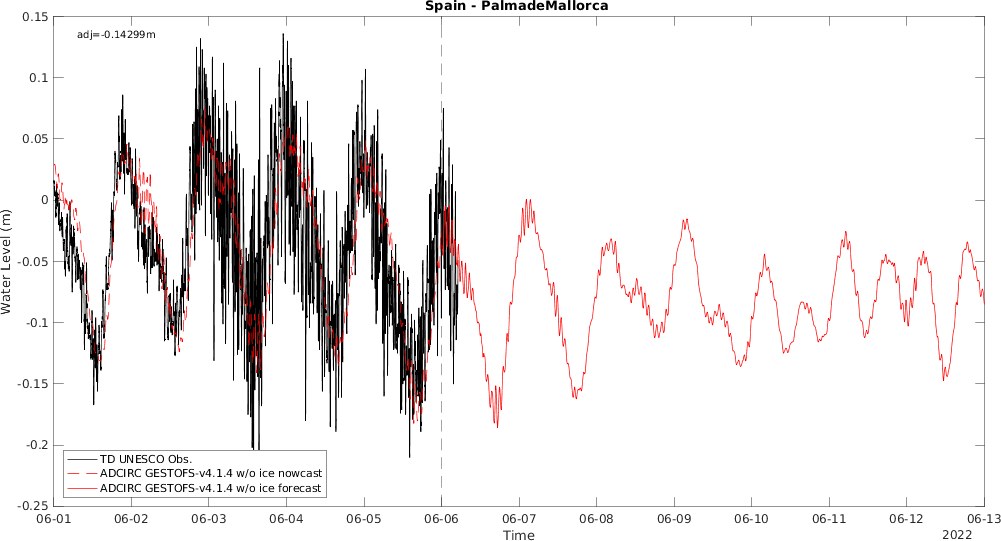 Spain - PalmadeMallorca
adj=-0.14299m
0.15
0.1
0.05
0
-0.05
-0.1
-0.15
-0.2
-0.25
Water Level (m)
TD UNESCO Obs.
ADCIRC GESTOFS-v4.1.4 w/o ice nowcast
ADCIRC GESTOFS-v4.1.4 w/o ice forecast
06-01 06-02 06-03 06-04 06-05 06-06 06-07 06-08 06-09 06-10 06-11 06-12 06-13
Time
2022